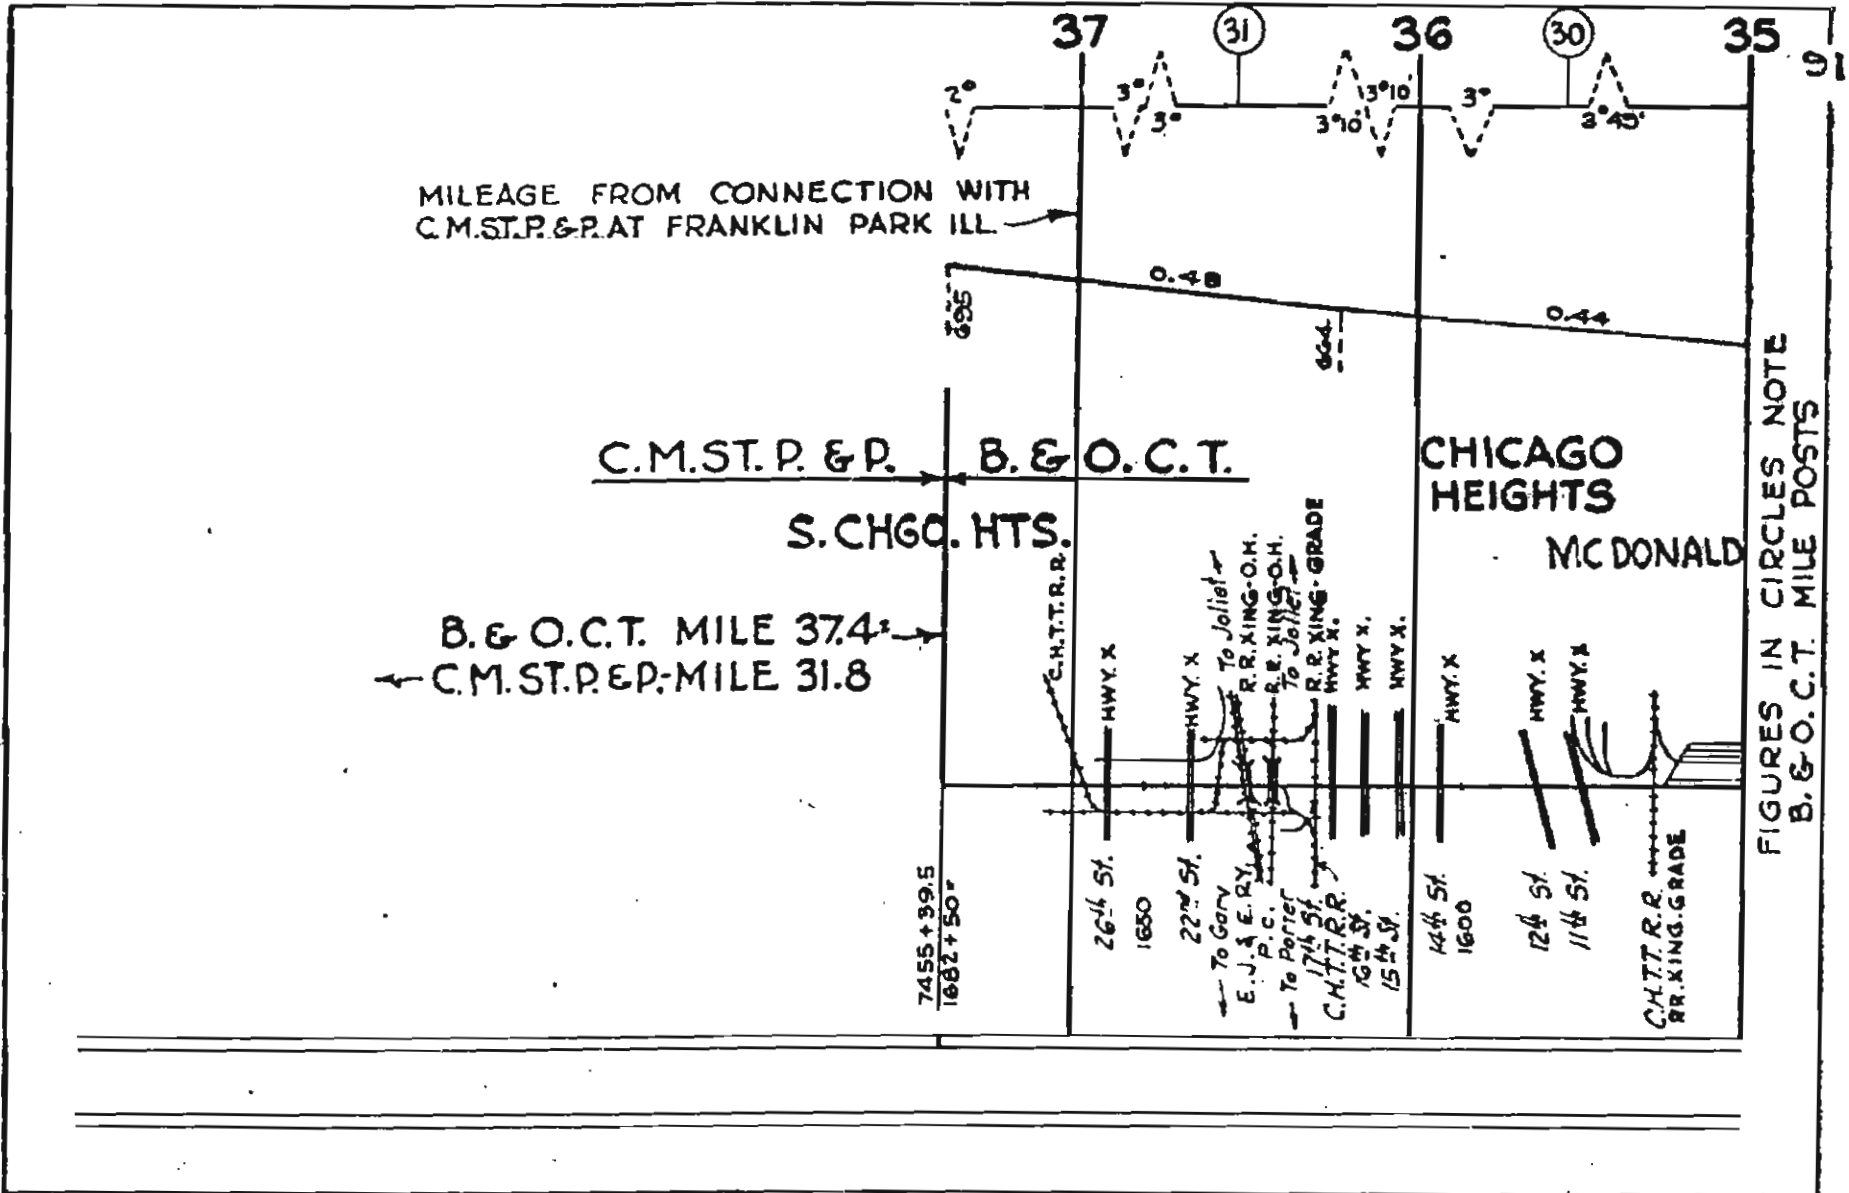 37 31 36 30 35
2° 3° 3° 3°10' 3°10' 3° 3°45'
MILEAGE FROM CONNECTION WITH
C.M.ST.P.&P. AT FRANKLIN PARK ILL.
0.48
0.44
695
664
C.M.ST.P. & P.
B. & O.C.T.
CHICAGO
HEIGHTS
S. CHGO. HTS.
MCDONALD
B. & O.C.T. MILE 37.4
C.M.ST.P.&P.-MILE 31.8
C.H.T.T.R.R.
HWY. X
HWY. X
To Joliet
R.R. XING-O.H.
R.R. XING-O.H.
To Joliet
R.R. XING-GRADE
HWY X.
HWY X.
HWY X.
HWY. X
HWY. X
HWY. X
7455+39.5
1682+50
26th St.
1650
22nd St.
To Gary
E.J. & E. RY.
P.C.
To Porter
17th St.
C.H.T.T.R.R.
16th St.
15th St.
14th St.
1600
12th St.
11th St.
C.H.T.T.R.R.
RR. XING. GRADE
FIGURES IN CIRCLES NOTE
B. & O.C.T. MILE POSTS